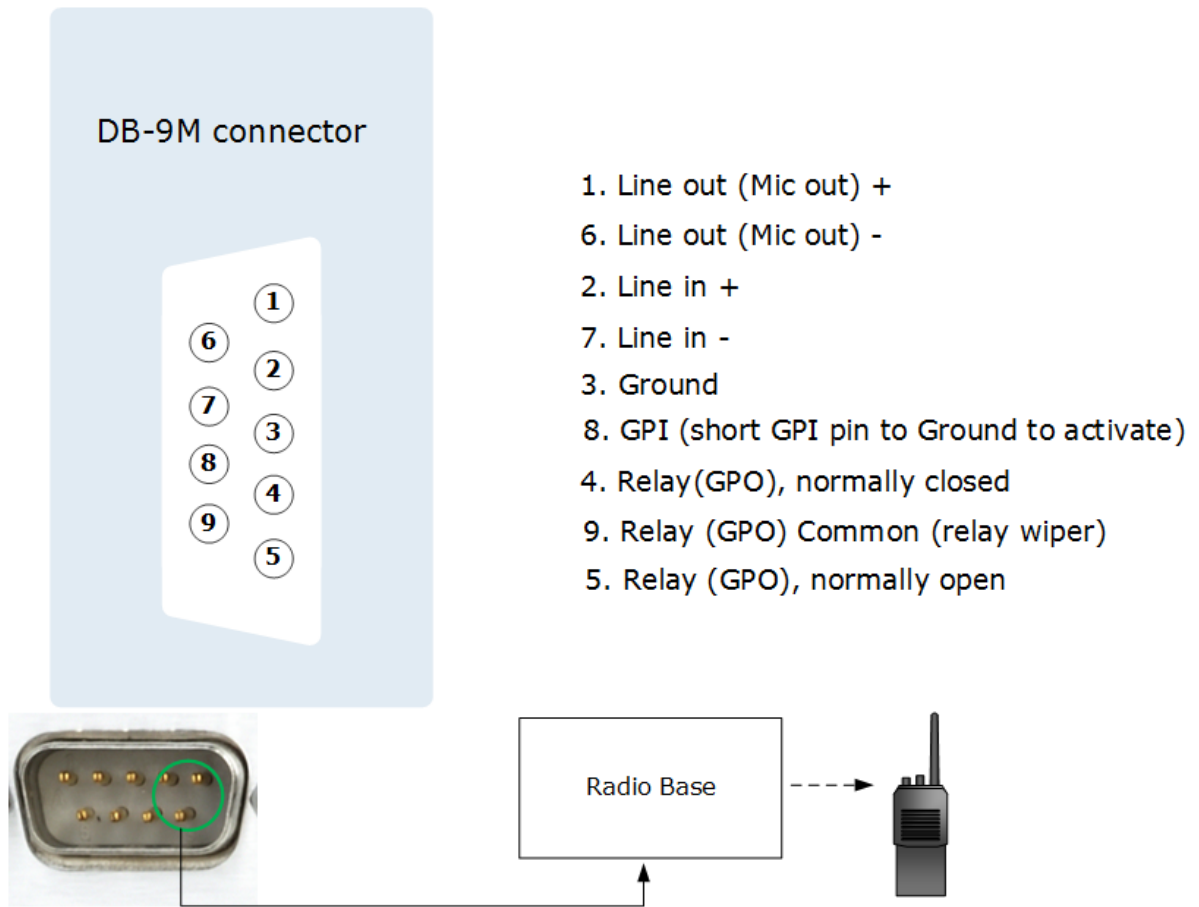 DB-9M connector
1
6
2
7
3
8
4
9
5
1. Line out (Mic out) +
6. Line out (Mic out) -
2. Line in +
7. Line in -
3. Ground
8. GPI (short GPI pin to Ground to activate)
4. Relay(GPO), normally closed
9. Relay (GPO) Common (relay wiper)
5. Relay (GPO), normally open
Radio Base